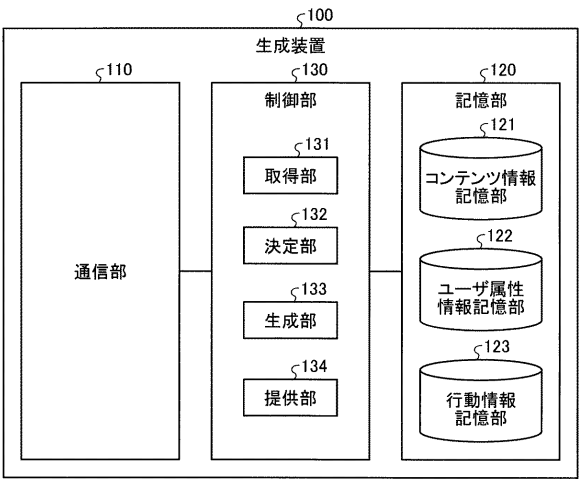 100
生成装置
110
通信部
130
制御部
131
取得部
132
決定部
133
生成部
134
提供部
120
記憶部
121
コンテンツ情報
記憶部
122
ユーザ属性
情報記憶部
123
行動情報
記憶部